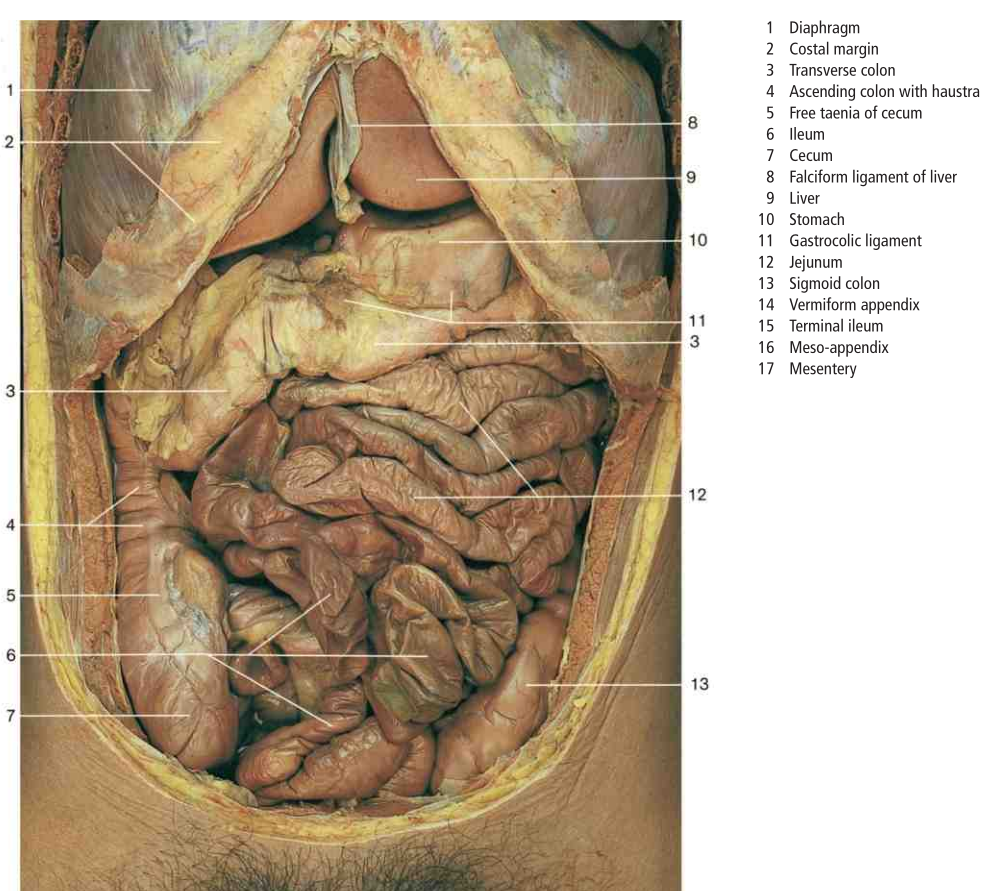 1
2
3
4
5
6
7
8
9
10
11
3
12
13
1 Diaphragm
2 Costal margin
3 Transverse colon
4 Ascending colon with haustra
5 Free taenia of cecum
6 Ileum
7 Cecum
8 Falciform ligament of liver
9 Liver
10 Stomach
11 Gastrocolic ligament
12 Jejunum
13 Sigmoid colon
14 Vermiform appendix
15 Terminal ileum
16 Meso-appendix
17 Mesentery